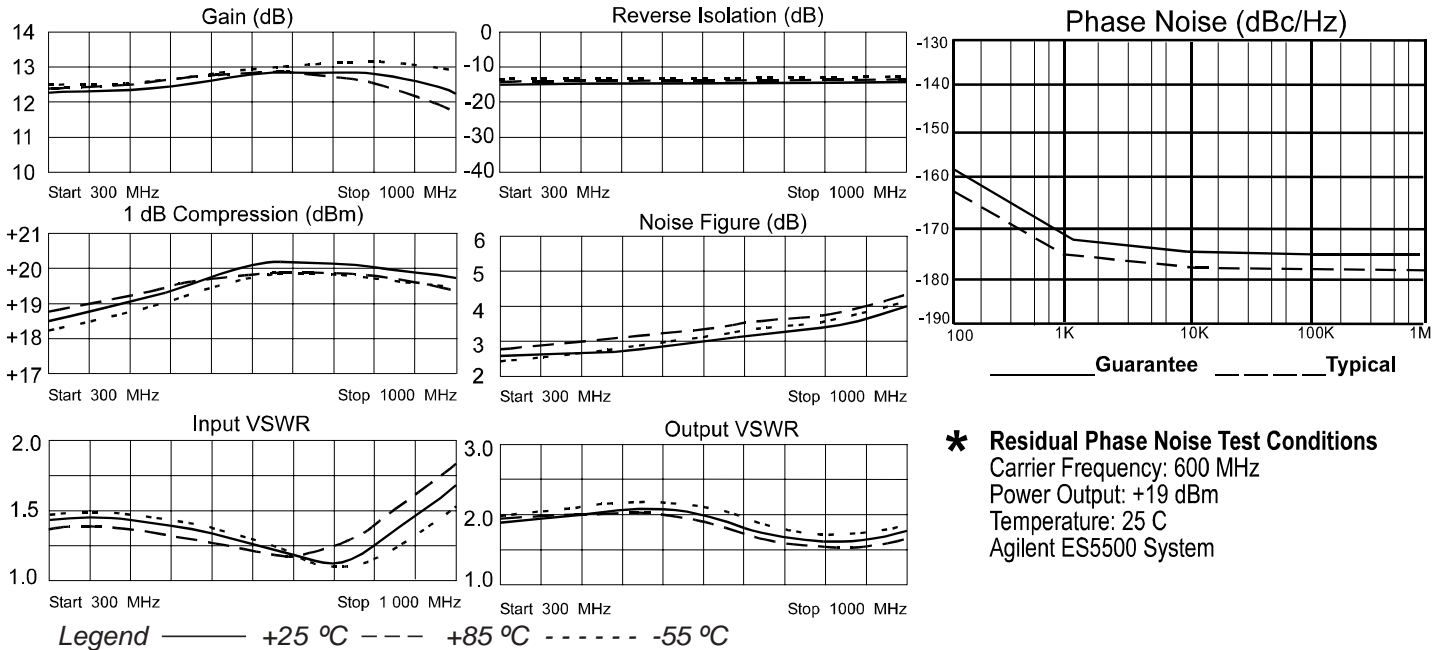 Gain (dB)
14
13
12
11
10
Start 300 MHz Stop 1000 MHz
Reverse Isolation (dB)
0
-10
-20
-30
-40
Start 300 MHz Stop 1000 MHz
Phase Noise (dBc/Hz)
-130
-140
-150
-160
-170
-180
-190
100 1K 10K 100K 1M
Guarantee Typical
1 dB Compression (dBm)
+21
+20
+19
+18
+17
Start 300 MHz Stop 1000 MHz
Noise Figure (dB)
6
5
4
3
2
Start 300 MHz Stop 1000 MHz
Input VSWR
2.0
1.5
1.0
Start 300 MHz Stop 1 000 MHz
Output VSWR
3.0
2.0
1.0
Start 300 MHz Stop 1000 MHz
* Residual Phase Noise Test Conditions
Carrier Frequency: 600 MHz
Power Output: +19 dBm
Temperature: 25 C
Agilent ES5500 System
Legend +25 ºC +85 ºC -55 ºC